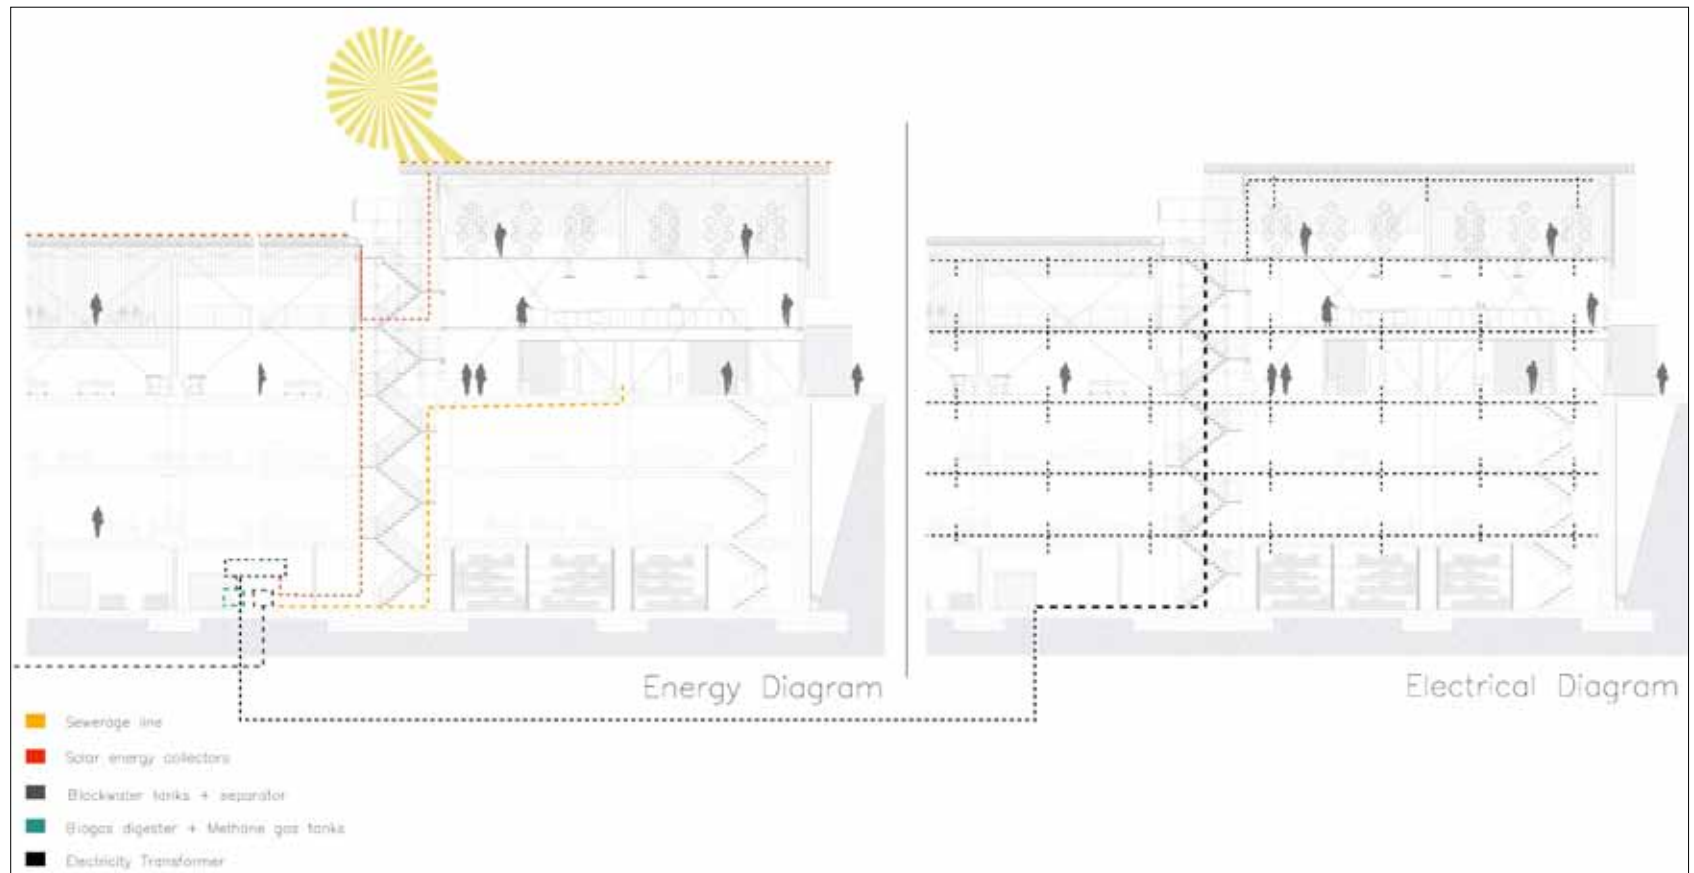 Energy Diagram
Electrical Diagram
Sewerage line
Solar energy collectors
Blackwater tanks + separator
Biogas digester + Methane gas tanks
Electricity Transformer